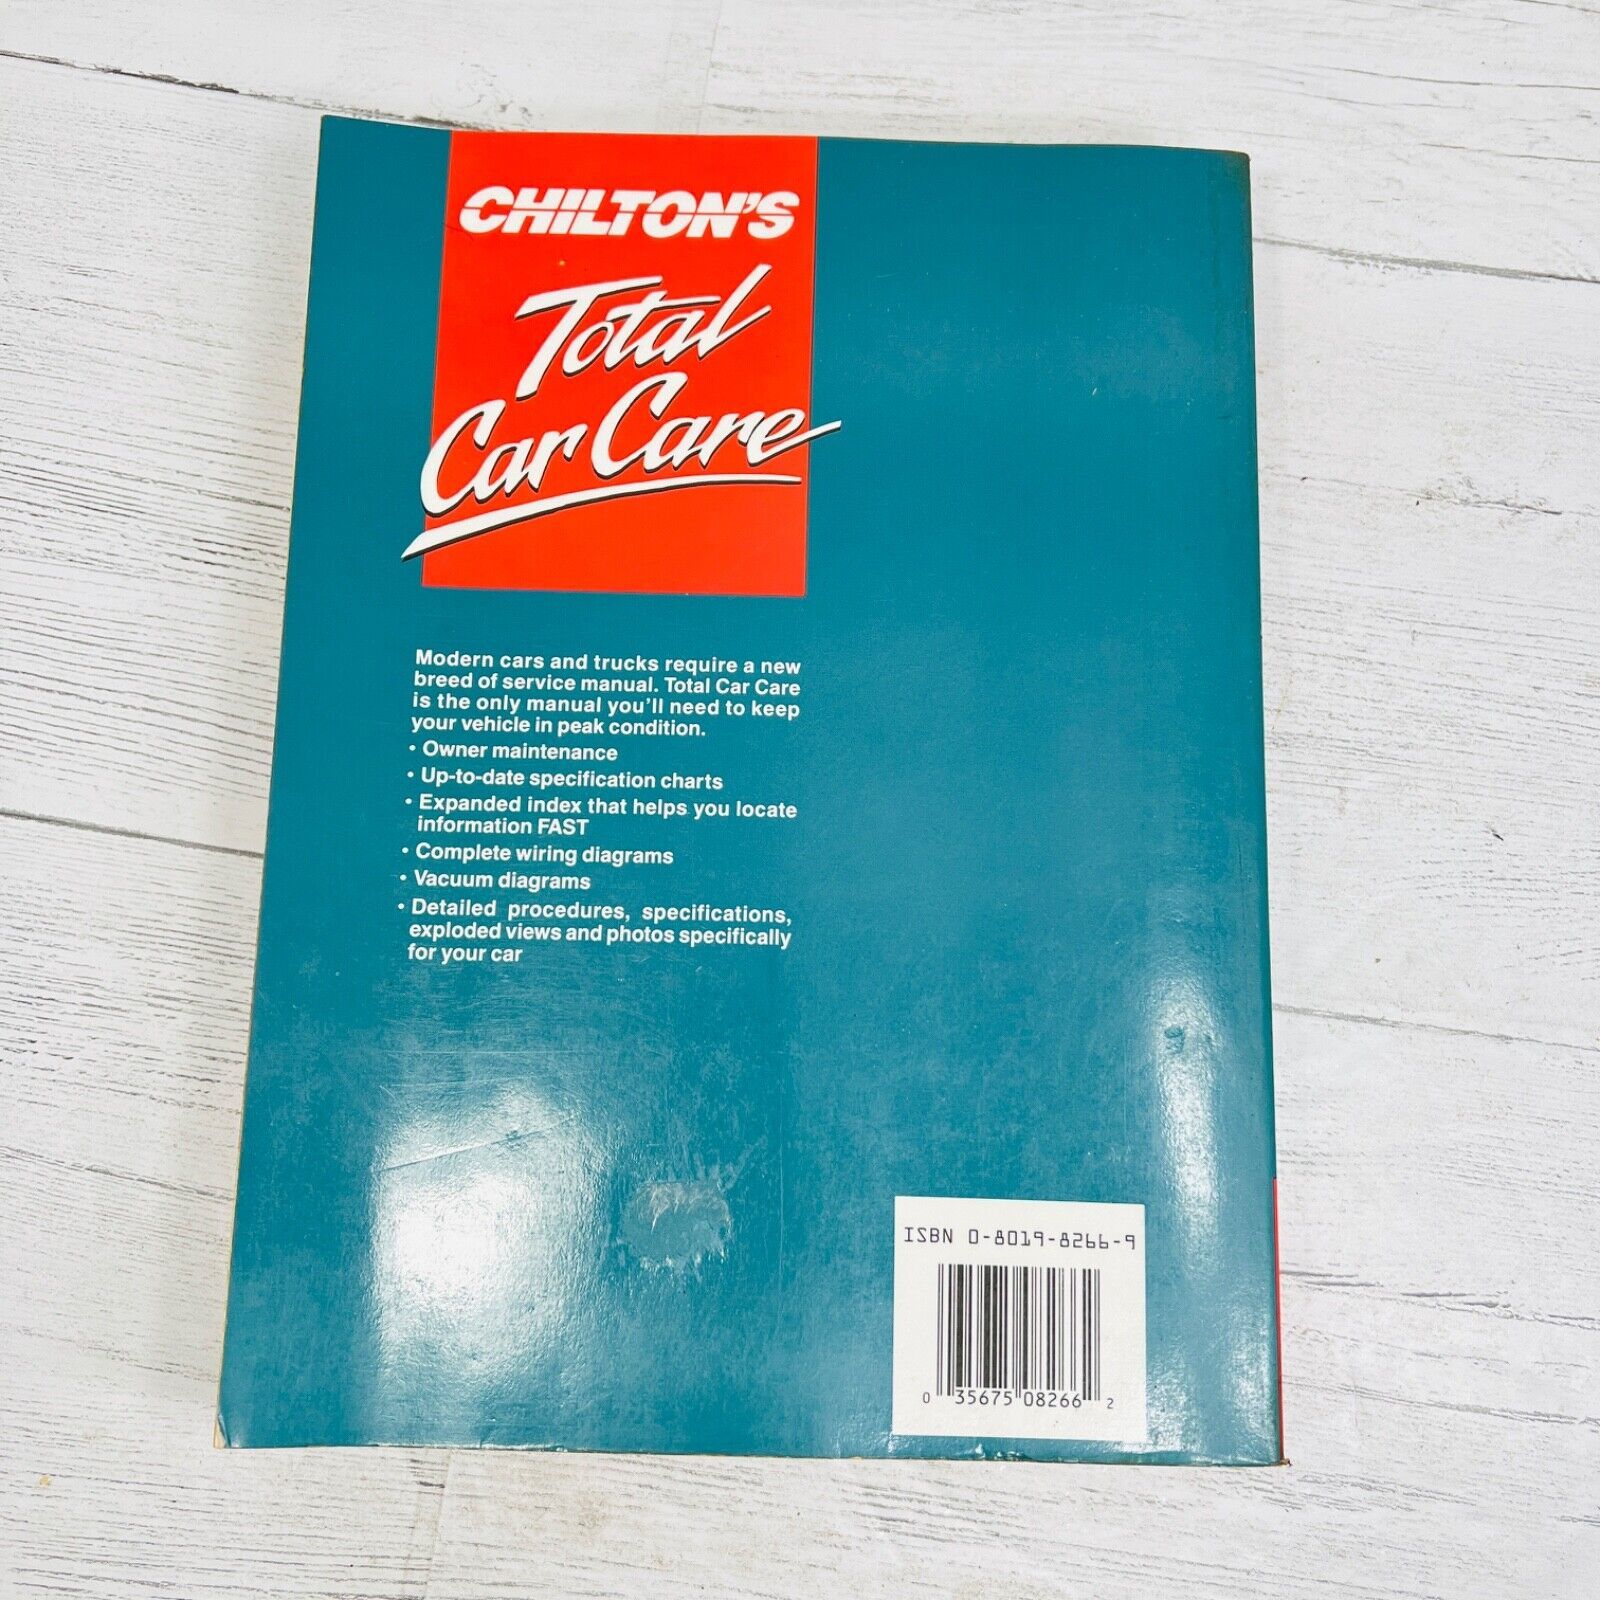 CHILTON'S
Total
Car Care
Modern cars and trucks require a new
breed of service manual. Total Car Care
is the only manual you'll need to keep
your vehicle in peak condition.
• Owner maintenance
• Up-to-date specification charts
• Expanded index that helps you locate
information FAST
• Complete wiring diagrams
• Vacuum diagrams
• Detailed procedures, specifications,
exploded views and photos specifically
for your car
ISBN 0-8019-8266-9
0 35675 08266 2